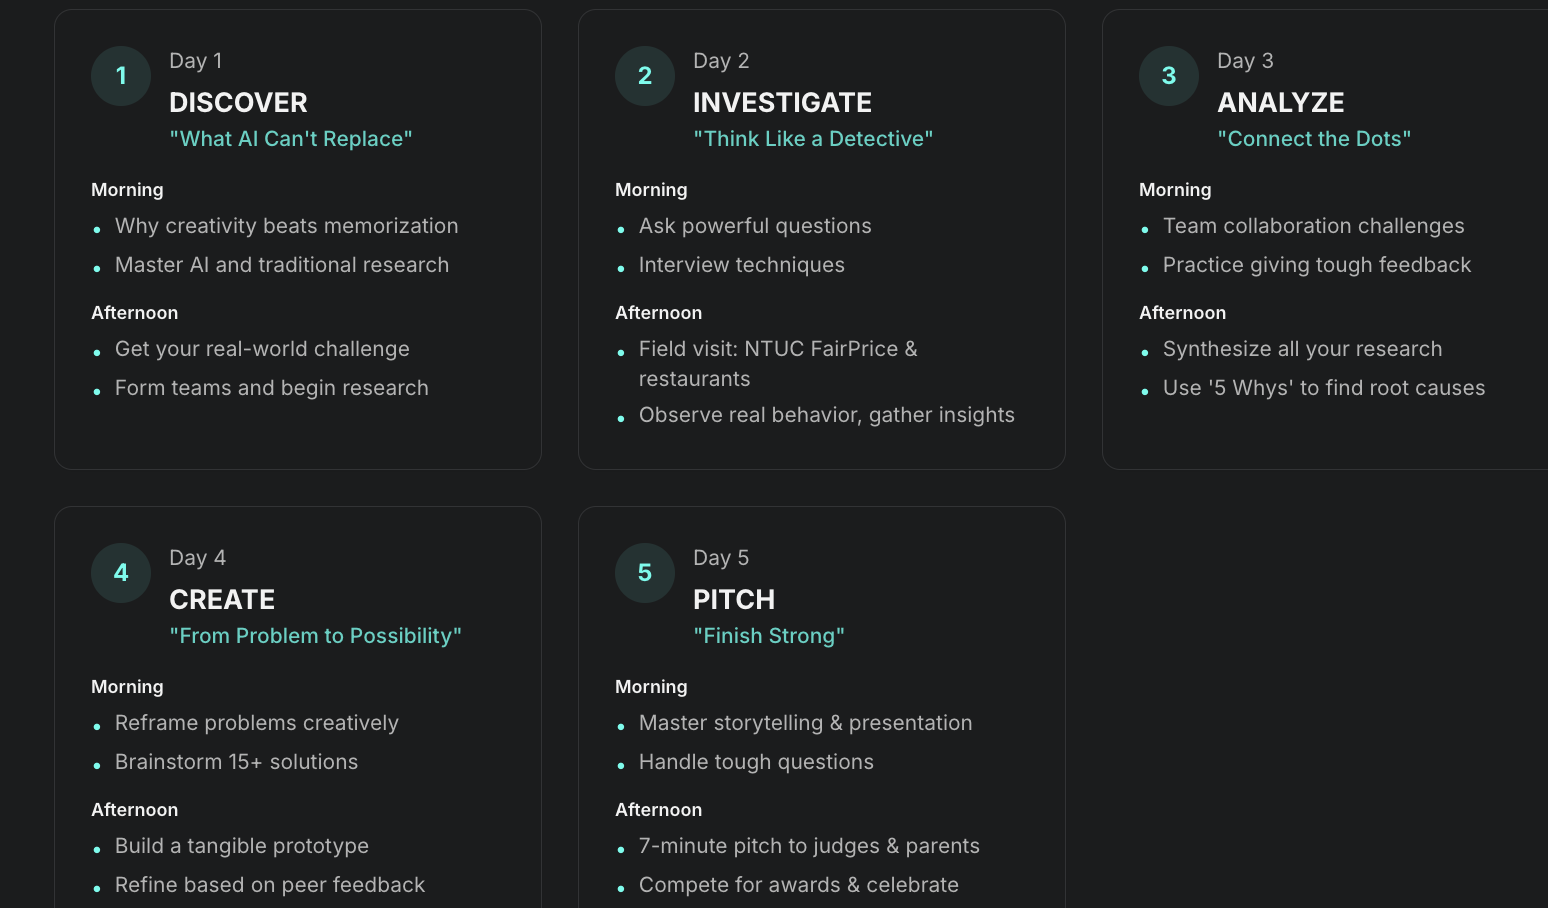 1
Day 1
DISCOVER
"What AI Can't Replace"
Morning
• Why creativity beats memorization
• Master AI and traditional research
Afternoon
• Get your real-world challenge
• Form teams and begin research
2
Day 2
INVESTIGATE
"Think Like a Detective"
Morning
• Ask powerful questions
• Interview techniques
Afternoon
• Field visit: NTUC FairPrice &
restaurants
• Observe real behavior, gather insights
3
Day 3
ANALYZE
"Connect the Dots"
Morning
• Team collaboration challenges
• Practice giving tough feedback
Afternoon
• Synthesize all your research
• Use '5 Whys' to find root causes
4
Day 4
CREATE
"From Problem to Possibility"
Morning
• Reframe problems creatively
• Brainstorm 15+ solutions
Afternoon
• Build a tangible prototype
• Refine based on peer feedback
5
Day 5
PITCH
"Finish Strong"
Morning
• Master storytelling & presentation
• Handle tough questions
Afternoon
• 7-minute pitch to judges & parents
• Compete for awards & celebrate